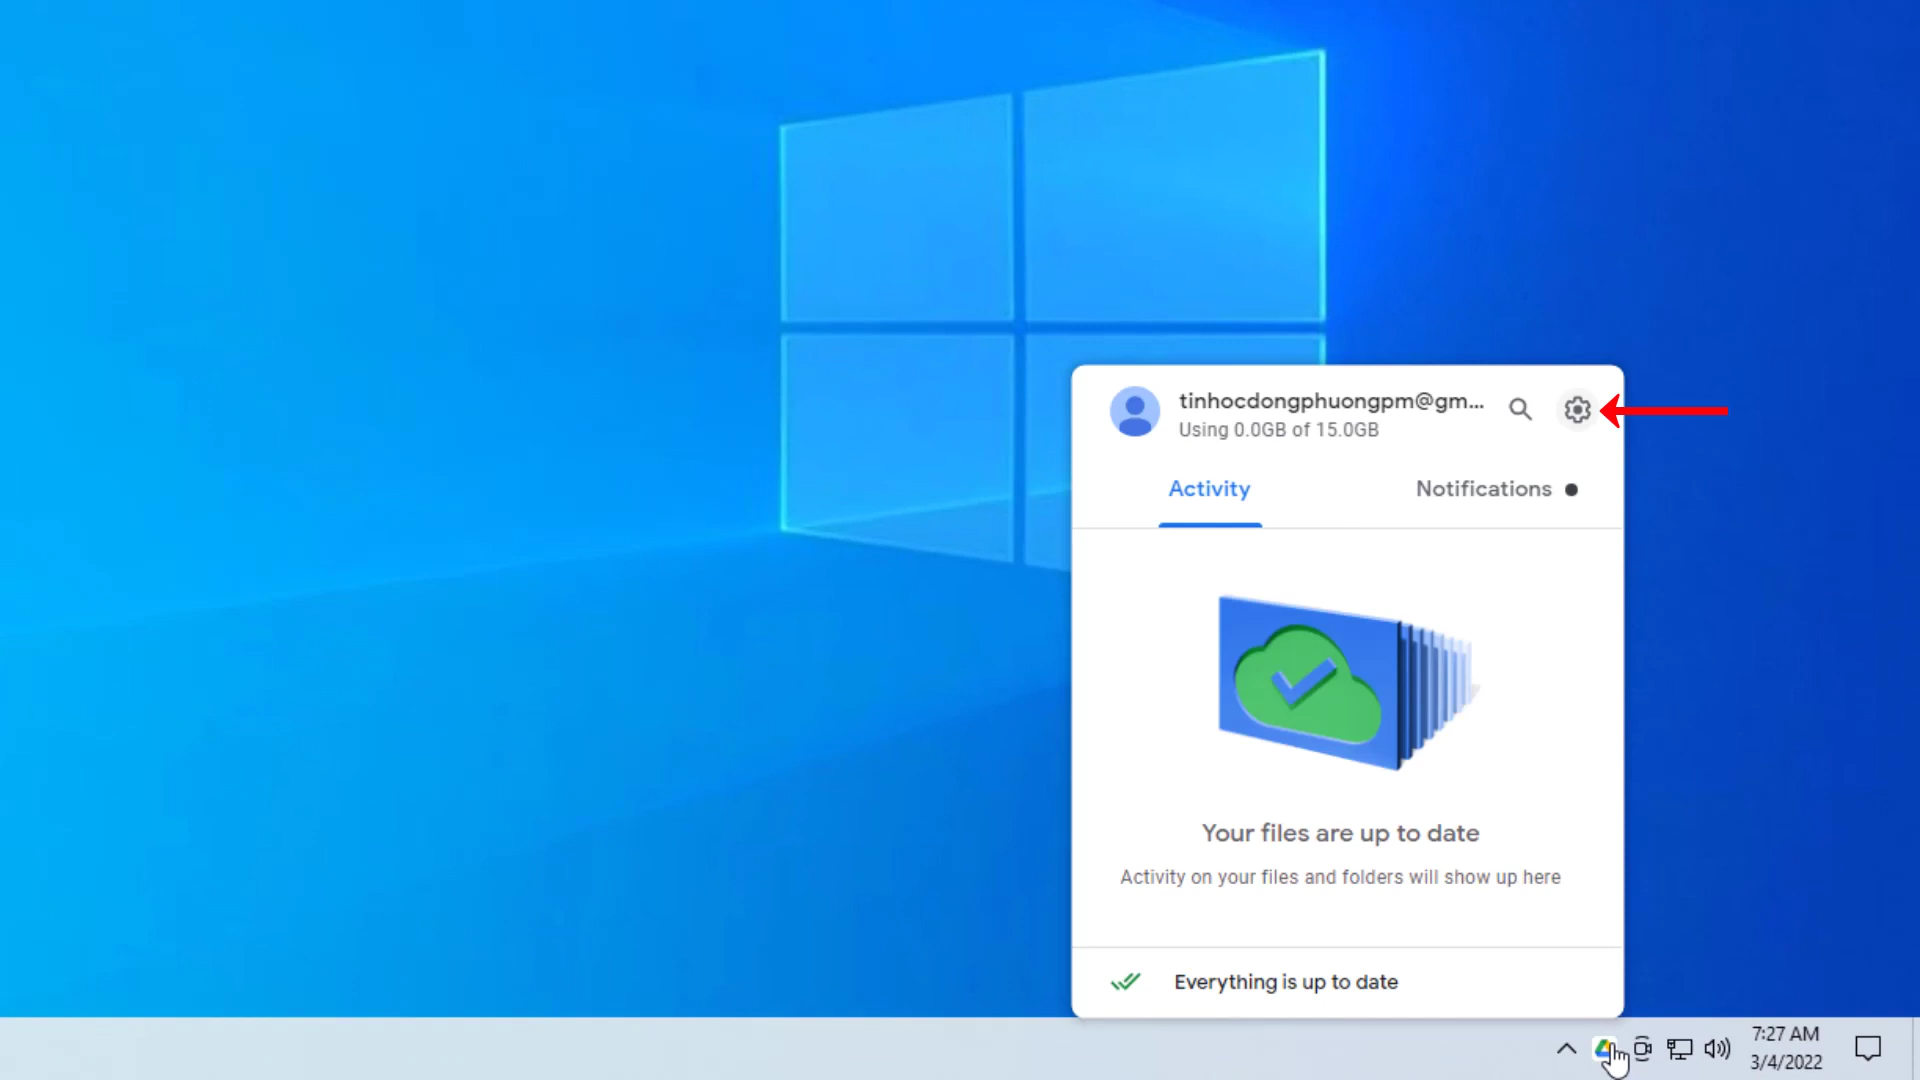 tinhocdongphuongpm@gm...
Using 0.0GB of 15.0GB
Activity
Notifications
Your files are up to date
Activity on your files and folders will show up here
Everything is up to date
7:27 AM
3/4/2022